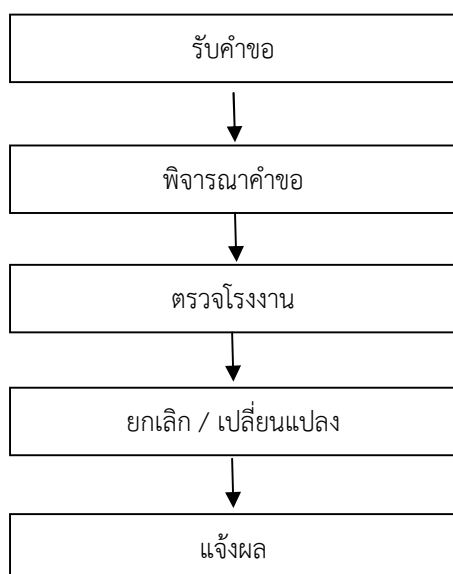 รับคำขอ
พิจารณาคำขอ
ตรวจโรงงาน
ยกเลิก / เปลี่ยนแปลง
แจ้งผล